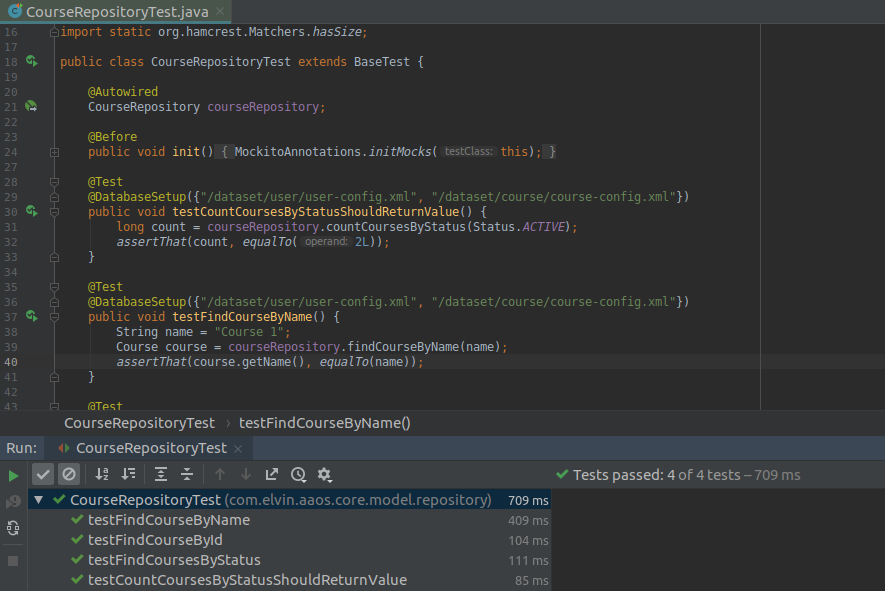 CourseRepositoryTest.java ×
16 import static org.hamcrest.Matchers.hasSize;
17
18 public class CourseRepositoryTest extends BaseTest {
19
20 @Autowired
21 CourseRepository courseRepository;
22
23 @Before
24 public void init() { MockitoAnnotations.initMocks( testClass: this); }
27
28 @Test
29 @DatabaseSetup({"/dataset/user/user-config.xml", "/dataset/course/course-config.xml"})
30 public void testCountCoursesByStatusShouldReturnValue() {
31 long count = courseRepository.countCoursesByStatus(Status.ACTIVE);
32 assertThat(count, equalTo( operand: 2L));
33 }
34
35 @Test
36 @DatabaseSetup({"/dataset/user/user-config.xml", "/dataset/course/course-config.xml"})
37 public void testFindCourseByName() {
38 String name = "Course 1";
39 Course course = courseRepository.findCourseByName(name);
40 assertThat(course.getName(), equalTo(name));
41 }
42
43 @Test
CourseRepositoryTest › testFindCourseByName()
Run: CourseRepositoryTest ×
Tests passed: 4 of 4 tests – 709 ms
CourseRepositoryTest (com.elvin.aaos.core.model.repository) 709 ms
testFindCourseByName 409 ms
testFindCourseById 104 ms
testFindCoursesByStatus 111 ms
testCountCoursesByStatusShouldReturnValue 85 ms